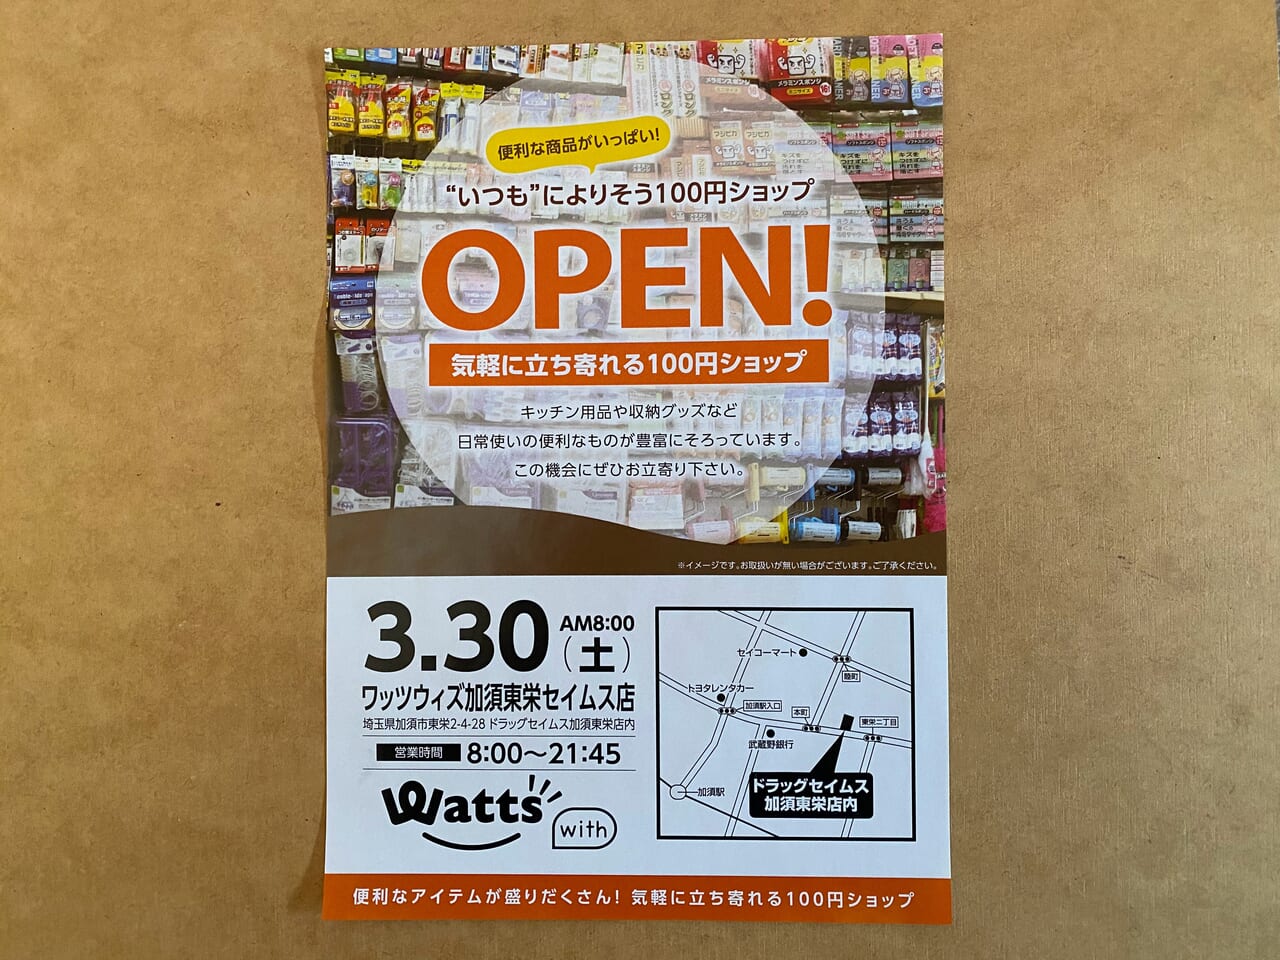 便利な商品がいっぱい!
“いつも”によりそう100円ショップ
OPEN!
気軽に立ち寄れる100円ショップ
キッチン用品や収納グッズなど
日常使いの便利なものが豊富にそろっています。
この機会にぜひお立寄り下さい。
※イメージです。お取扱いが無い場合がございます。ご了承ください。
3.30 AM8:00
(土)
ワッツウィズ加須東栄セイムス店
埼玉県加須市東栄2-4-28 ドラッグセイムス加須東栄店内
営業時間 8:00〜21:45
Watts with
セイコーマート
騎町
トヨタレンタカー
加須駅入口
本町
東栄二丁目
武蔵野銀行
加須駅
ドラッグセイムス
加須東栄店内
便利なアイテムが盛りだくさん! 気軽に立ち寄れる100円ショップ